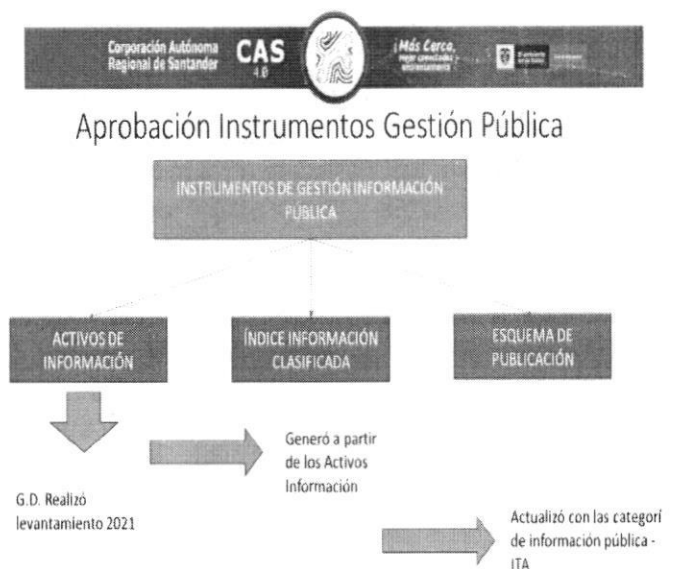 Corporación Autónoma
Regional de Santander
CAS
4.0
¡Más Cerca,
Aprobación Instrumentos Gestión Pública
INSTRUMENTOS DE GESTIÓN INFORMACIÓN
PÚBLICA
ACTIVOS DE
INFORMACIÓN
ÍNDICE INFORMACIÓN
CLASIFICADA
ESQUEMA DE
PUBLICACIÓN
Generó a partir
de los Activos
Información
G.D. Realizó
levantamiento 2021
Actualizó con las categorí
de información pública -
ITA